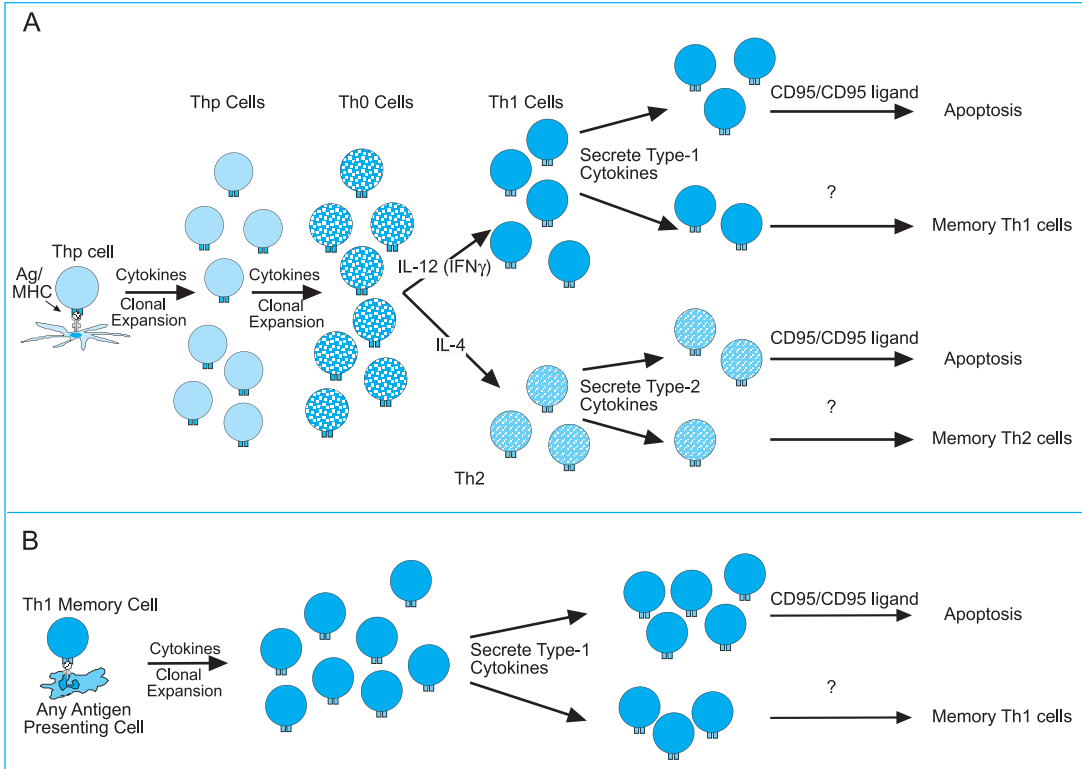 A
Thp Cells
Th0 Cells
Th1 Cells
CD95/CD95 ligand
Apoptosis
Secrete Type-1
Cytokines
?
Memory Th1 cells
Thp cell
Ag/
MHC
Cytokines
Clonal
Expansion
Cytokines
Clonal
Expansion
IL-12 (IFNγ)
IL-4
CD95/CD95 ligand
Apoptosis
Secrete Type-2
Cytokines
?
Memory Th2 cells
Th2
B
Th1 Memory Cell
Any Antigen
Presenting Cell
Cytokines
Clonal
Expansion
Secrete Type-1
Cytokines
CD95/CD95 ligand
Apoptosis
?
Memory Th1 cells